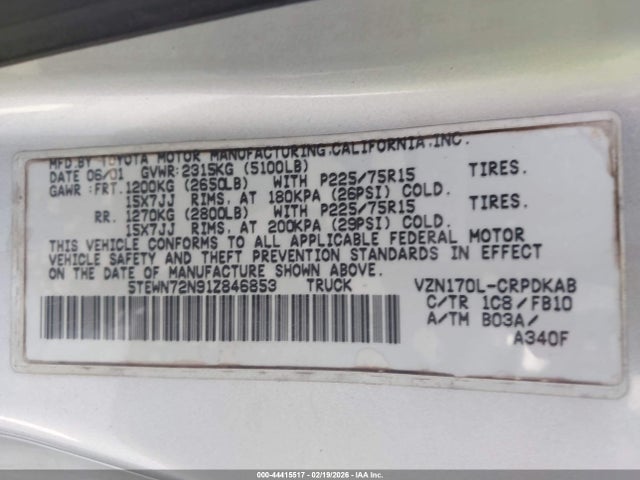 MFD.BY TOYOTA MOTOR MANUFACTURING.CALIFORNIA.INC.
DATE 06/01 GVWR:2315KG (5100LB)
GAWR :FRT.1200KG (2650LB) WITH P225/75R15 TIRES.
15X7JJ RIMS, AT 180KPA (26PSI) COLD.
RR. 1270KG (2800LB) WITH P225/75R15 TIRES.
15X7JJ RIMS, AT 200KPA (29PSI) COLD.
THIS VEHICLE CONFORMS TO ALL APPLICABLE FEDERAL MOTOR
VEHICLE SAFETY AND THEFT PREVENTION STANDARDS IN EFFECT
ON THE DATE OF MANUFACTURE SHOWN ABOVE.
5TEWN72N91Z846853 TRUCK VZN170L-CRPDKAB
C/TR 1C8/FB10
A/TM B03A/
A340F
000-44415517 - 02/19/2026 - IAA Corp.